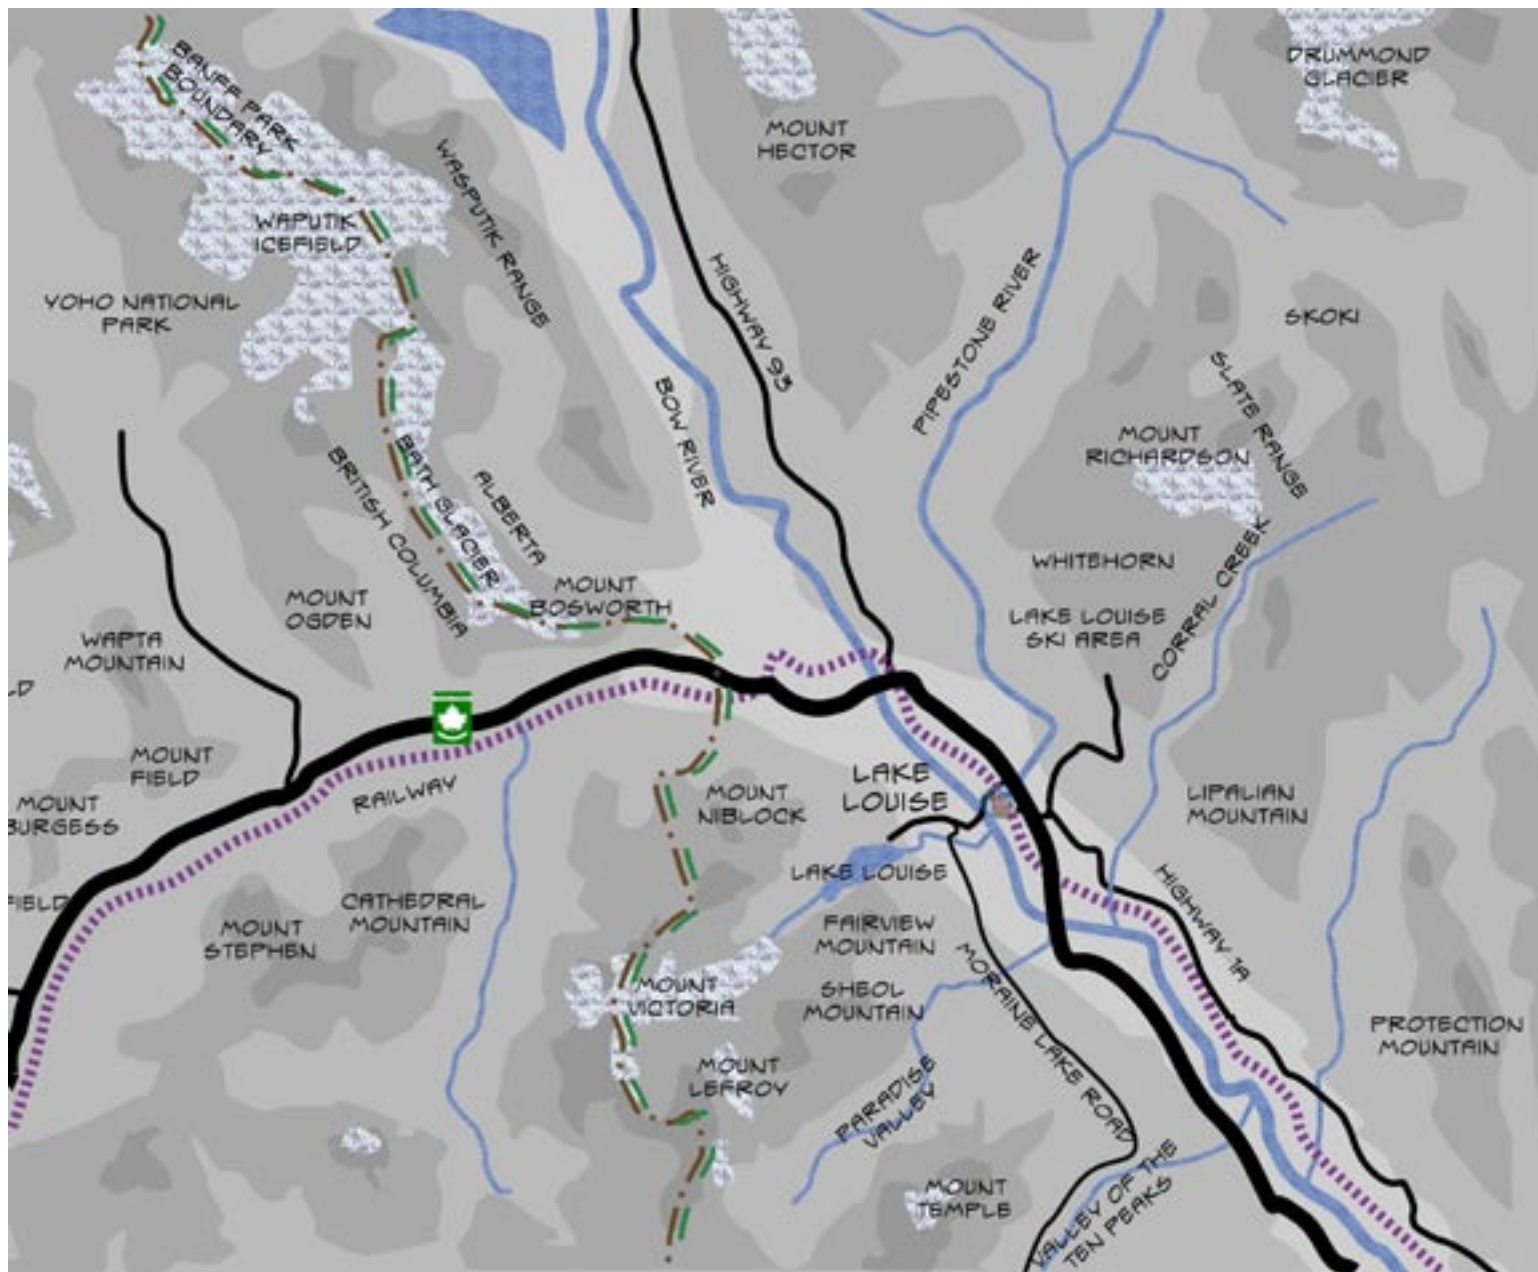 BANFF PARK
BOUNDARY
DRUMMOND
GLACIER
MOUNT
HECTOR
WASPUTIK RANGE
WAPUTIK
ICEFIELD
YOHO NATIONAL
PARK
HIGHWAY 93
PIPESTONE RIVER
SKOKI
SLATE RANGE
BOW RIVER
MOUNT
RICHARDSON
BATH GLACIER
ALBERTA
BRITISH COLUMBIA
WHITEHORN
CORRAL CREEK
MOUNT
OGDEN
MOUNT
BOSWORTH
LAKE LOUISE
SKI AREA
WAPTA
MOUNTAIN
LD
MOUNT
FIELD
RAILWAY
MOUNT
BURGESS
MOUNT
NIBLOCK
LAKE
LOUISE
LIPALIAN
MOUNTAIN
LAKE LOUISE
HIGHWAY 1A
FIELD
CATHEDRAL
MOUNTAIN
MOUNT
STEPHEN
FAIRVIEW
MOUNTAIN
MORAINE LAKE ROAD
MOUNT
VICTORIA
SHEOL
MOUNTAIN
PROTECTION
MOUNTAIN
MOUNT
LEFROY
PARADISE
VALLEY
MOUNT
TEMPLE
VALLEY OF THE
TEN PEAKS